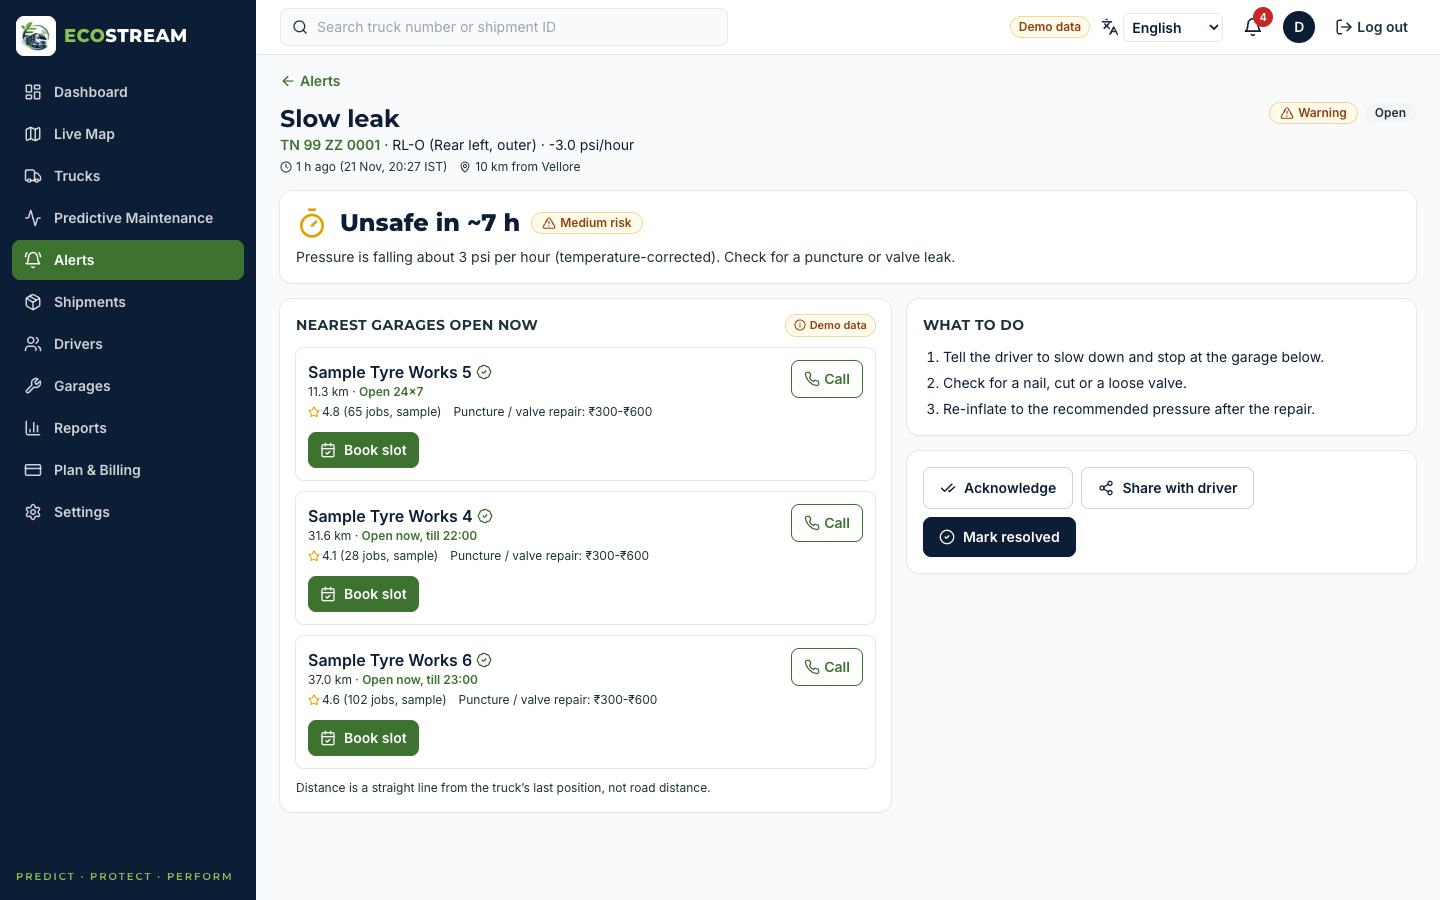 ECOSTREAM
Search truck number or shipment ID
Demo data
English
4
D
Log out
Dashboard
Live Map
Trucks
Predictive Maintenance
Alerts
Shipments
Drivers
Garages
Reports
Plan & Billing
Settings
PREDICT · PROTECT · PERFORM
Alerts
Slow leak
Warning
Open
TN 99 ZZ 0001 · RL-O (Rear left, outer) · -3.0 psi/hour
1 h ago (21 Nov, 20:27 IST) 10 km from Vellore
Unsafe in ~7 h
Medium risk
Pressure is falling about 3 psi per hour (temperature-corrected). Check for a puncture or valve leak.
NEAREST GARAGES OPEN NOW
Demo data
Sample Tyre Works 5
Call
11.3 km · Open 24×7
4.8 (65 jobs, sample) Puncture / valve repair: ₹300-₹600
Book slot
Sample Tyre Works 4
Call
31.6 km · Open now, till 22:00
4.1 (28 jobs, sample) Puncture / valve repair: ₹300-₹600
Book slot
Sample Tyre Works 6
Call
37.0 km · Open now, till 23:00
4.6 (102 jobs, sample) Puncture / valve repair: ₹300-₹600
Book slot
Distance is a straight line from the truck’s last position, not road distance.
WHAT TO DO
1. Tell the driver to slow down and stop at the garage below.
2. Check for a nail, cut or a loose valve.
3. Re-inflate to the recommended pressure after the repair.
Acknowledge
Share with driver
Mark resolved